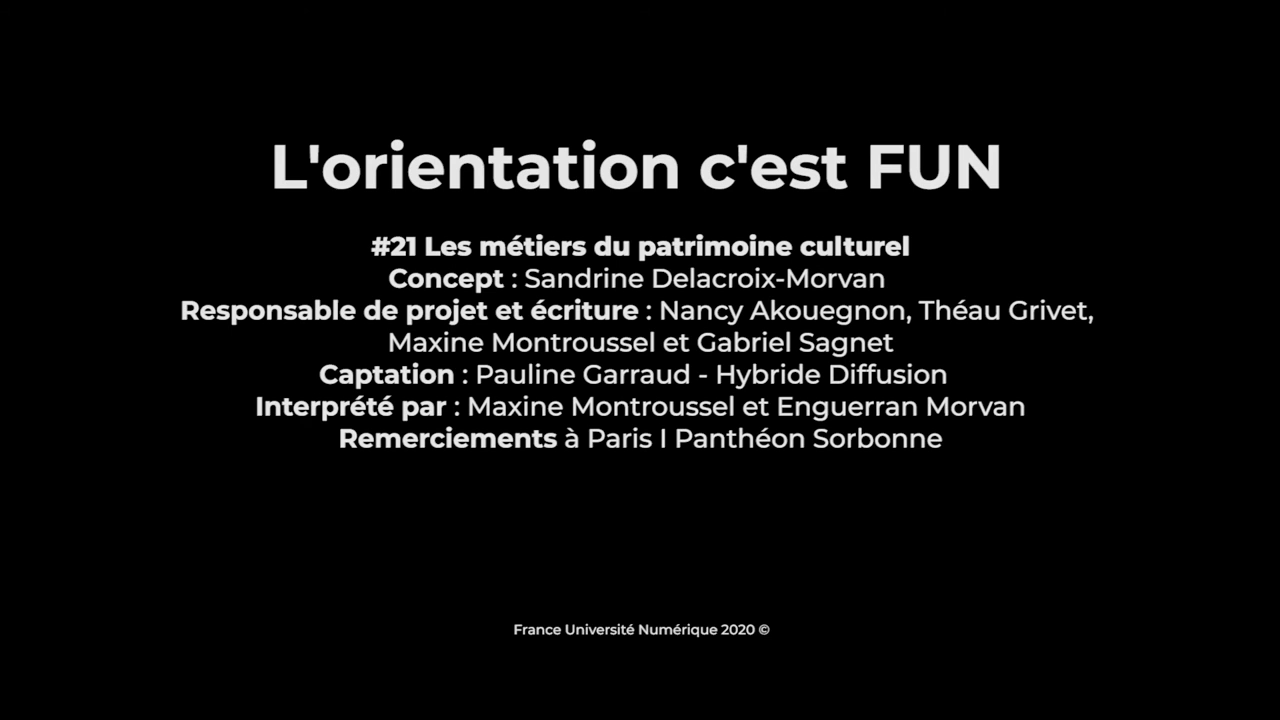 L'orientation c'est FUN
#21 Les métiers du patrimoine culturel
Concept : Sandrine Delacroix-Morvan
Responsable de projet et écriture : Nancy Akouegnon, Théau Grivet,
Maxine Montroussel et Gabriel Sagnet
Captation : Pauline Garraud - Hybride Diffusion
Interprété par : Maxine Montroussel et Enguerran Morvan
Remerciements à Paris I Panthéon Sorbonne
France Université Numérique 2020 ©